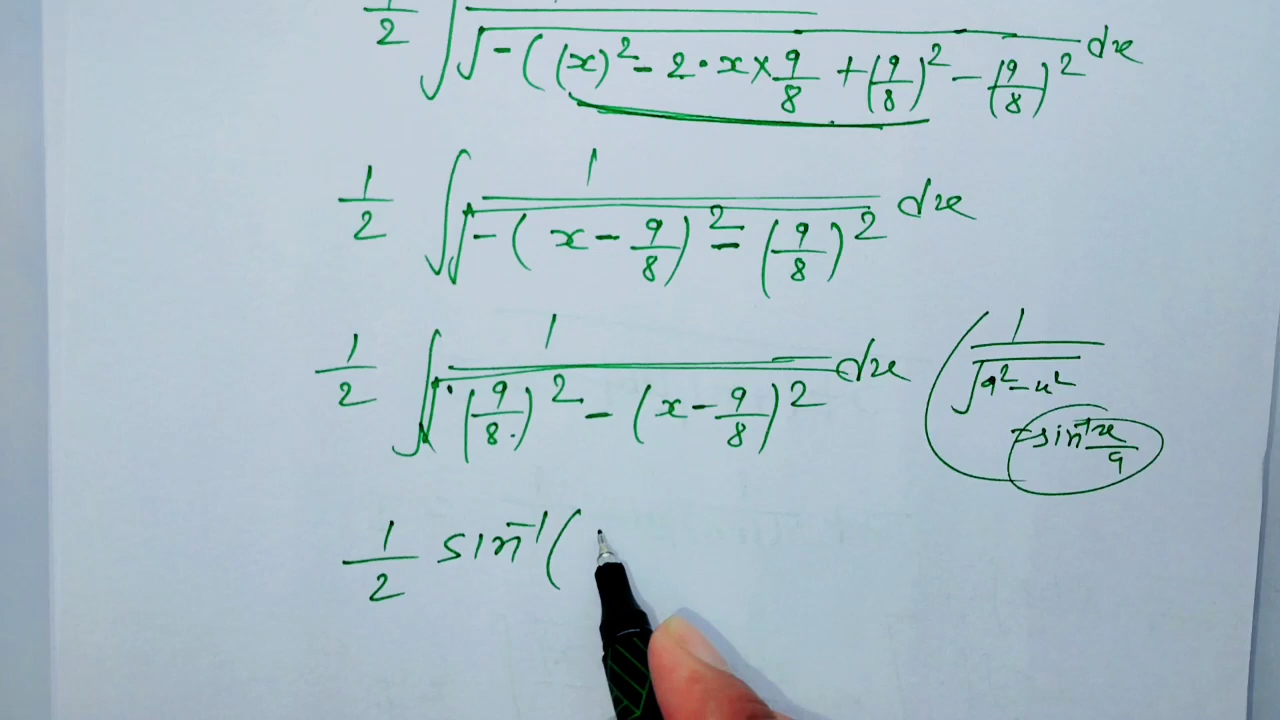 1/2 ∫ 1/√(-((x)² - 2·x×9/8 + (9/8)² - (9/8)²) dx
1/2 ∫ 1/√(-(x - 9/8)² - (9/8)²) dx
1/2 ∫ 1/√((9/8)² - (x - 9/8)²) dx
1/√(a² - x²)
= sin⁻¹ x/a
1/2 sin⁻¹(